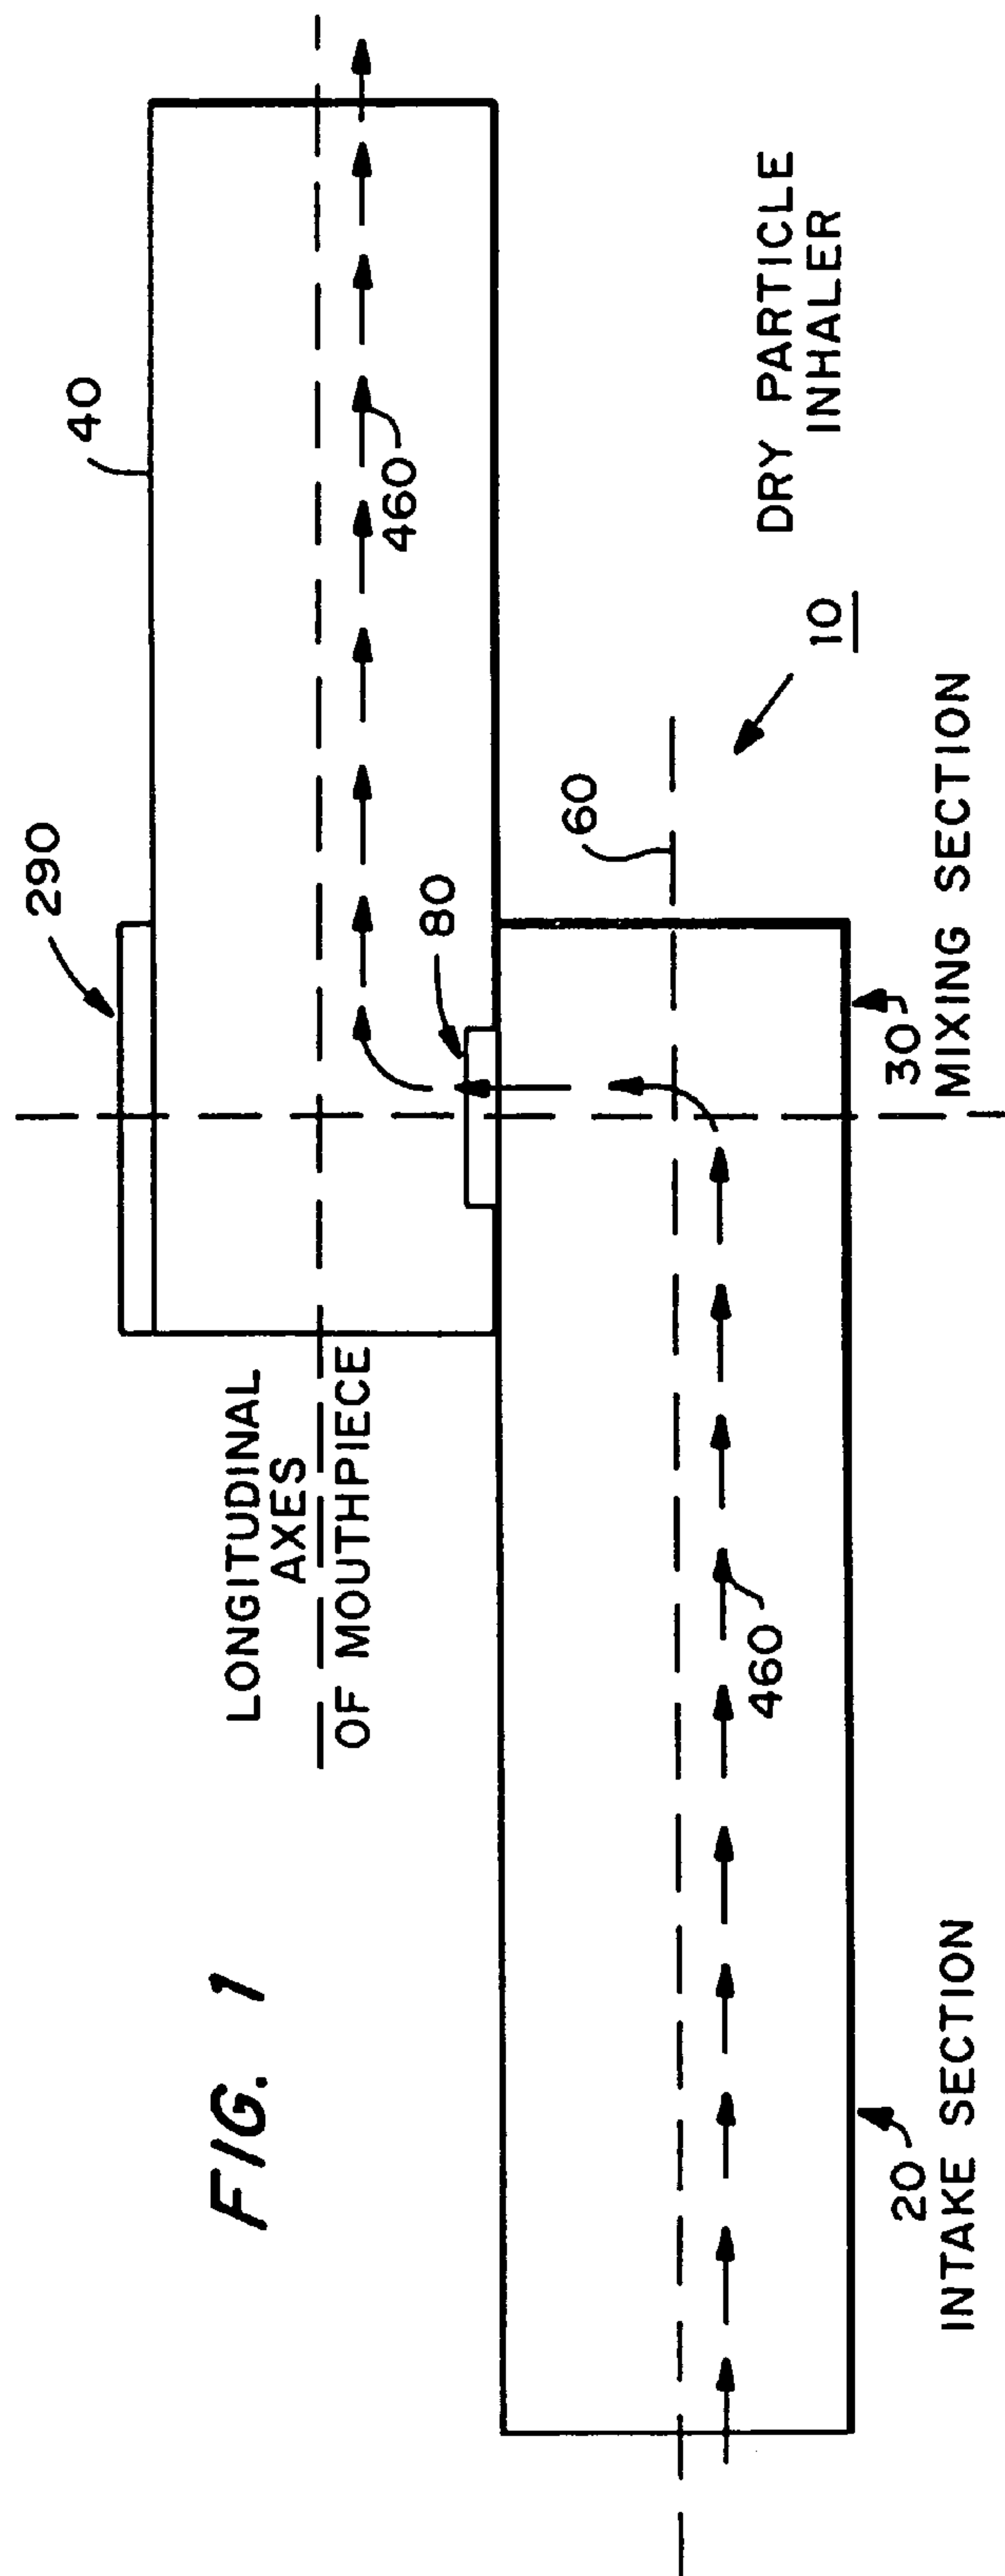 FIG. 1
290
40
LONGITUDINAL
AXES
OF MOUTHPIECE
80
460
60
460
10
DRY PARTICLE
INHALER
20
INTAKE SECTION
30
MIXING SECTION